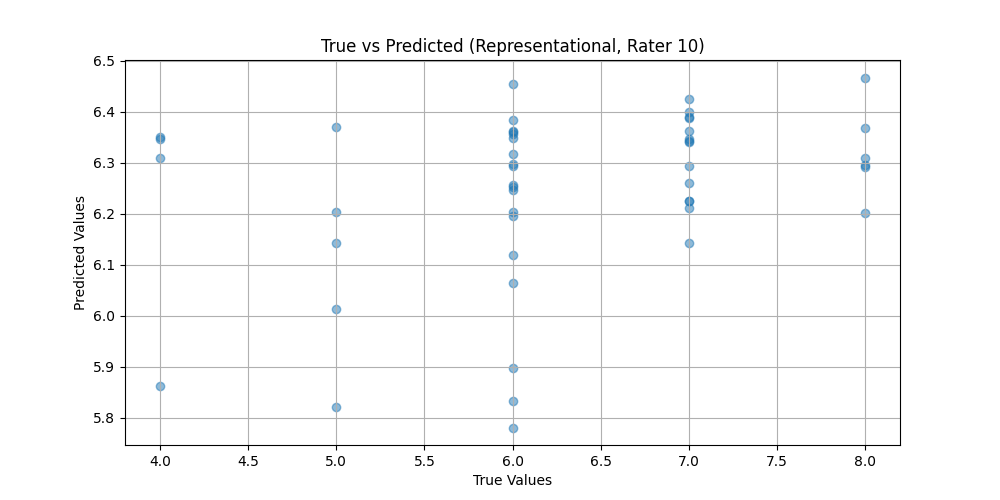 True vs Predicted (Representational, Rater 10)
6.5
6.4
6.3
6.2
6.1
6.0
5.9
5.8
Predicted Values
4.0 4.5 5.0 5.5 6.0 6.5 7.0 7.5 8.0
True Values